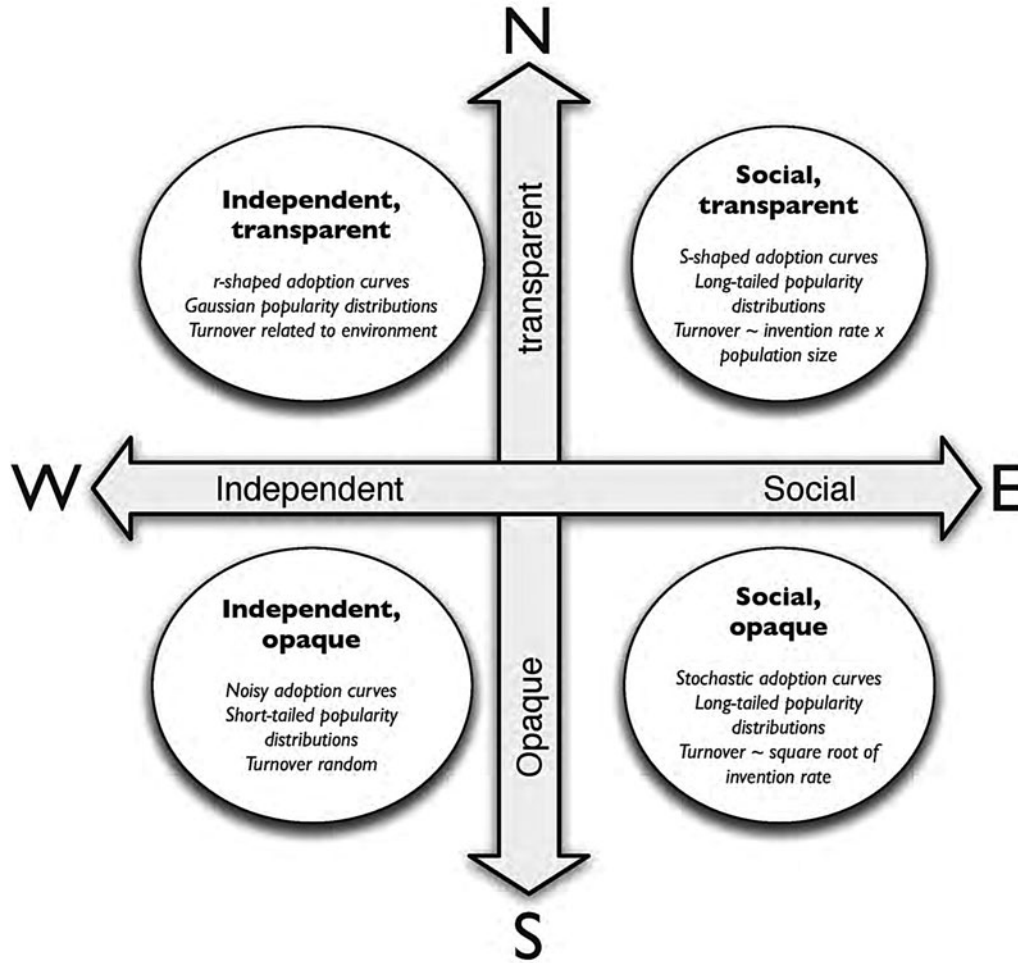 N
Independent,
transparent
r-shaped adoption curves
Gaussian popularity distributions
Turnover related to environment
transparent
Social,
transparent
S-shaped adoption curves
Long-tailed popularity
distributions
Turnover ~ invention rate x
population size
W
Independent
Social
E
Independent,
opaque
Noisy adoption curves
Short-tailed popularity
distributions
Turnover random
Opaque
Social,
opaque
Stochastic adoption curves
Long-tailed popularity
distributions
Turnover ~ square root of
invention rate
S